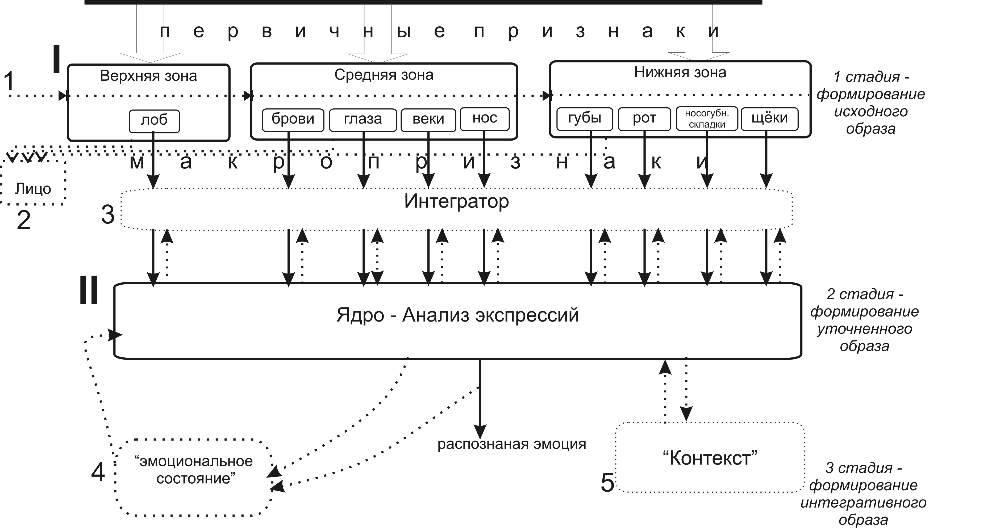 первичные признаки
I
1
Верхняя зона
Средняя зона
Нижняя зона
лоб
брови
глаза
веки
нос
губы
рот
носогубн.
складки
щёки
1 стадия -
формирование
исходного
образа
макропризнаки
Лицо
2
3
Интегратор
II
Ядро - Анализ экспрессий
2 стадия -
формирование
уточненного
образа
4
“эмоциональное
состояние”
распознаная эмоция
5
“Контекст”
3 стадия -
формирование
интегративного
образа